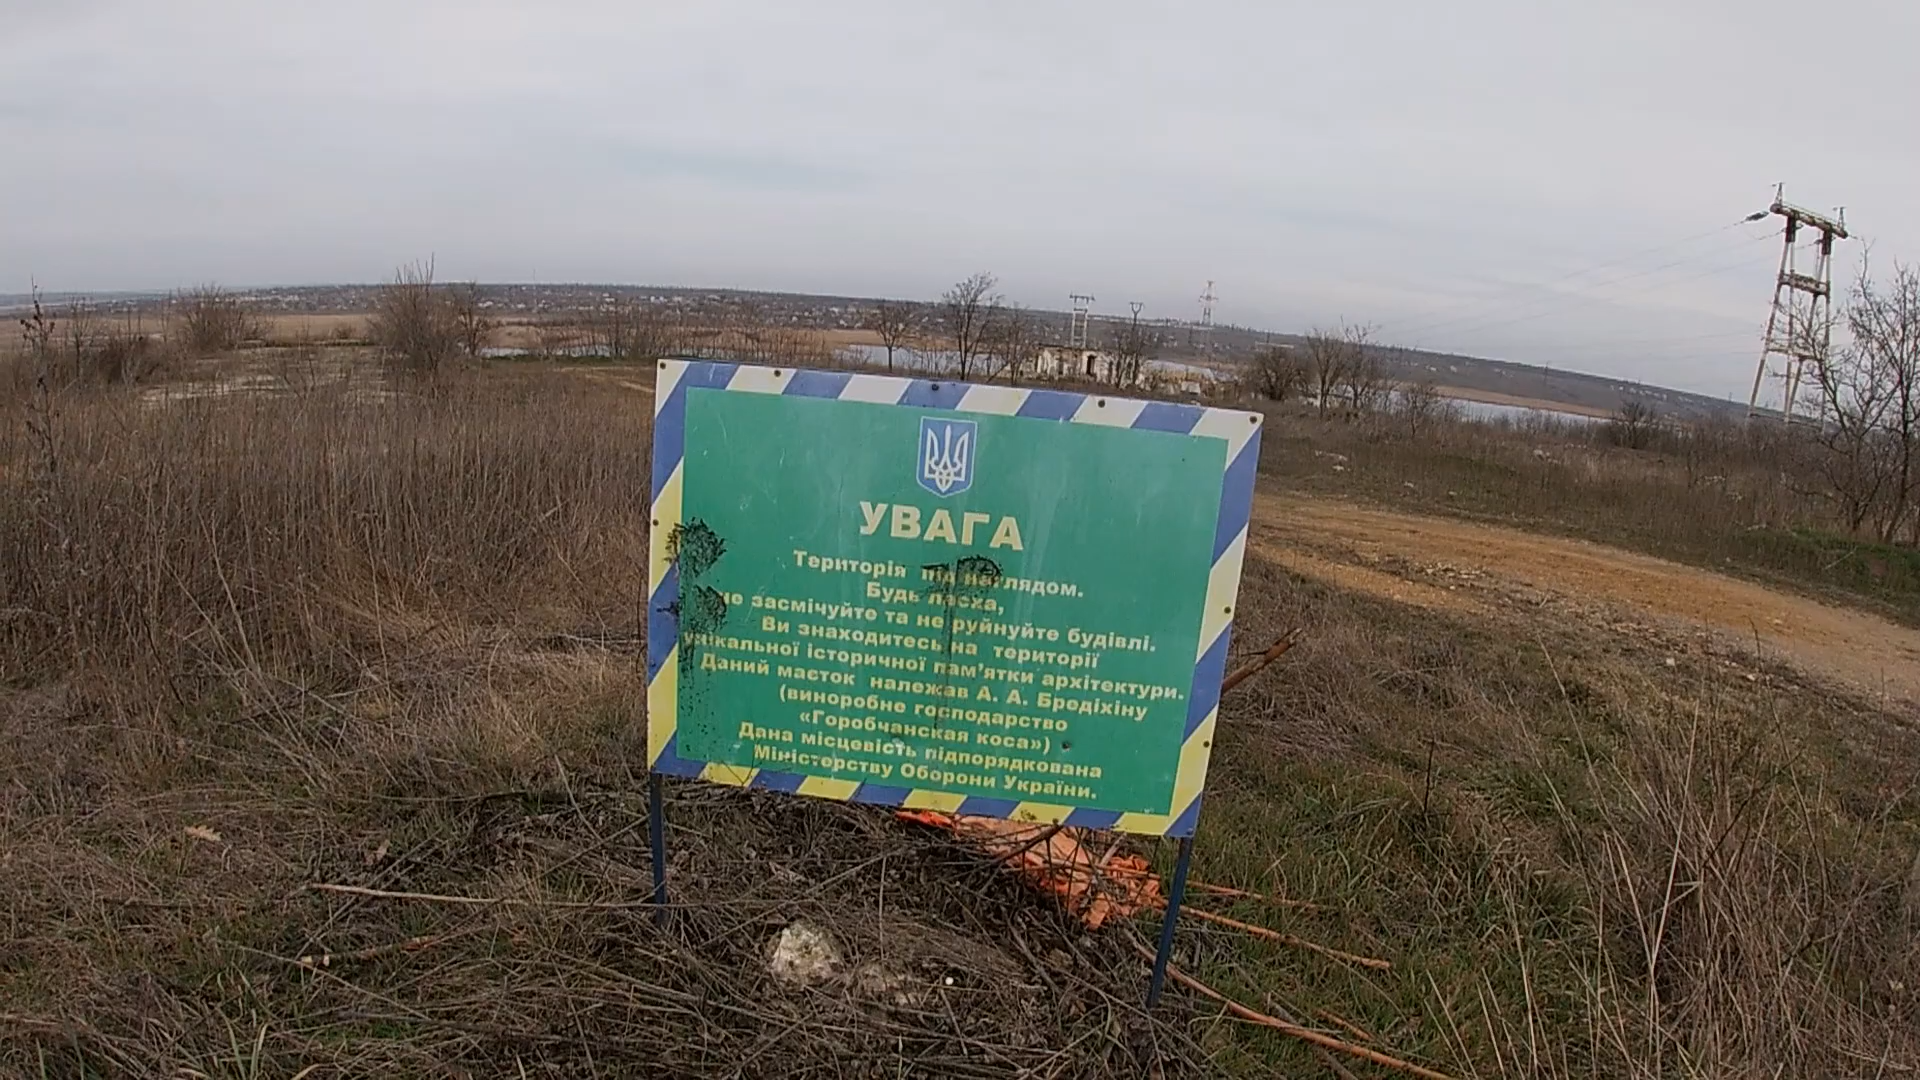 УВАГА
Територія під наглядом.
Будь ласка,
не засмічуйте та не руйнуйте будівлі.
Ви знаходитесь на території
унікальної історичної пам'ятки архітектури.
Даний маєток належав А. А. Бредіхіну
(виноробне господарство
«Горобчанская коса»)
Дана місцевість підпорядкована
Міністерству Оборони України.